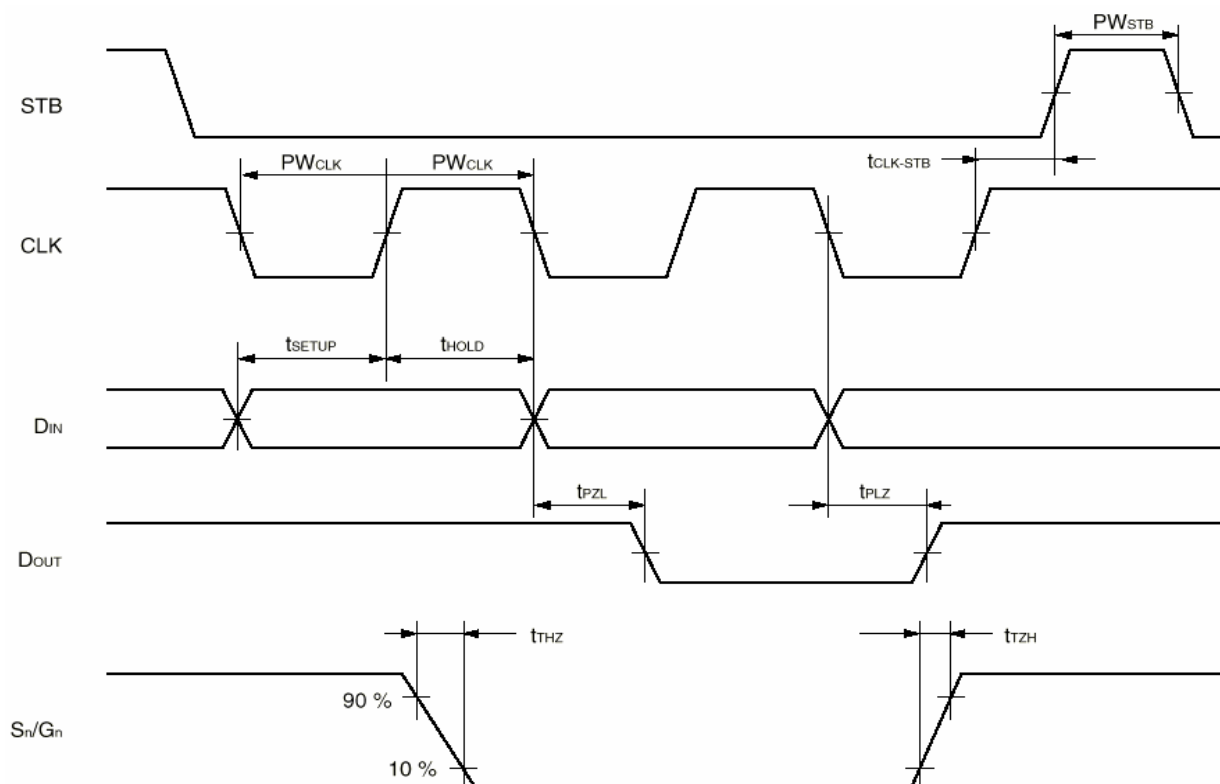 PWSTB
STB
tCLK-STB
PWCLK PWCLK
CLK
tSETUP tHOLD
DIN
tPZL tPLZ
DOUT
tTHZ tTZH
90 %
Sn/Gn
10 %